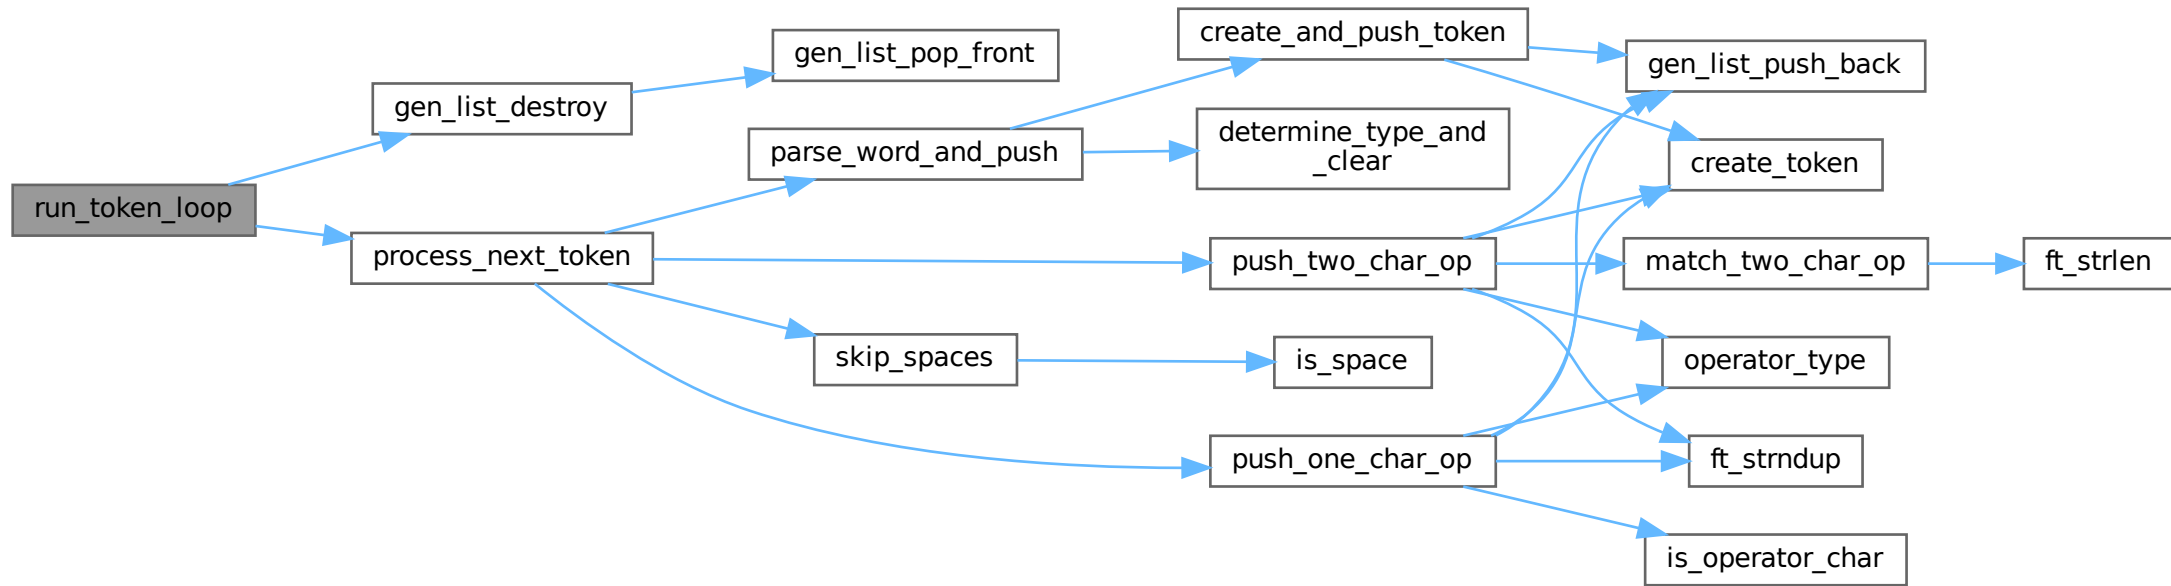 run_token_loop
gen_list_destroy
gen_list_pop_front
process_next_token
parse_word_and_push
create_and_push_token
gen_list_push_back
create_token
determine_type_and
_clear
push_two_char_op
match_two_char_op
ft_strlen
operator_type
ft_strndup
skip_spaces
is_space
push_one_char_op
is_operator_char